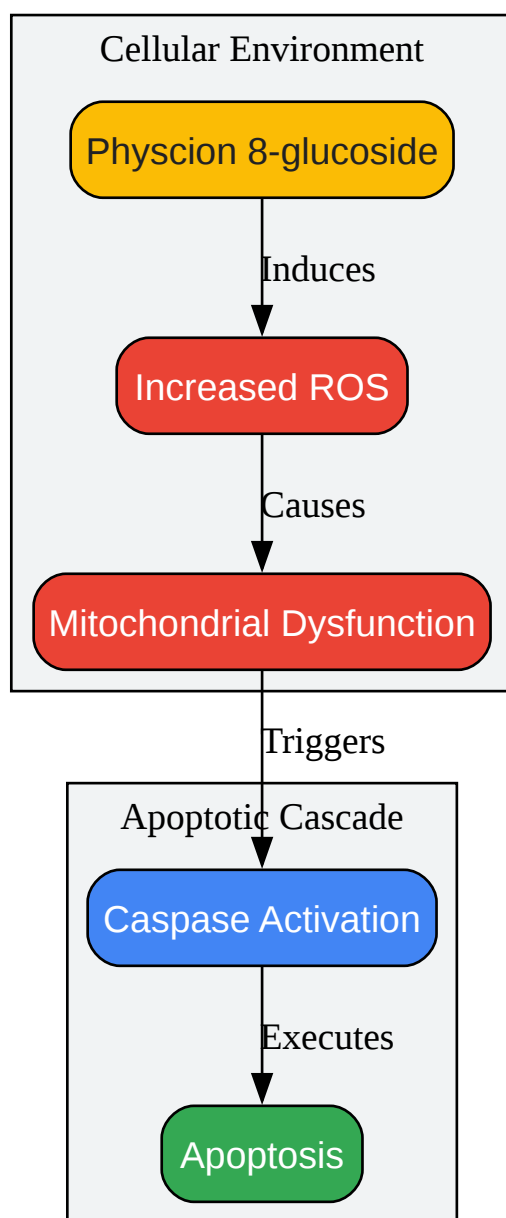 Cellular Environment
Physcion 8-glucoside
Induces
Increased ROS
Causes
Mitochondrial Dysfunction
Triggers
Apoptotic Cascade
Caspase Activation
Executes
Apoptosis